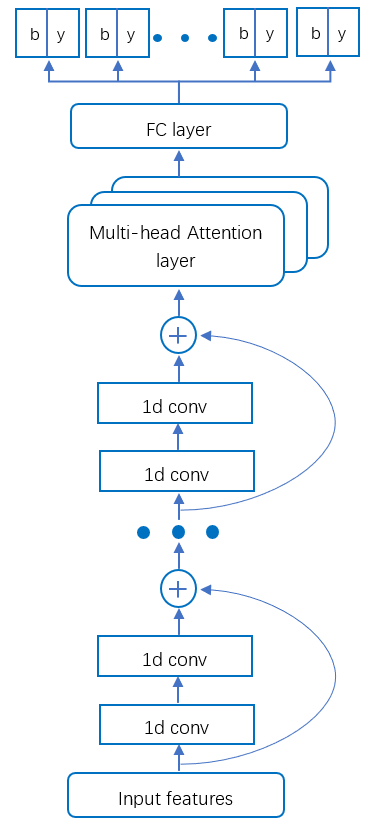 b y b y b y b y
FC layer
Multi-head Attention
layer
1d conv
1d conv
1d conv
1d conv
Input features